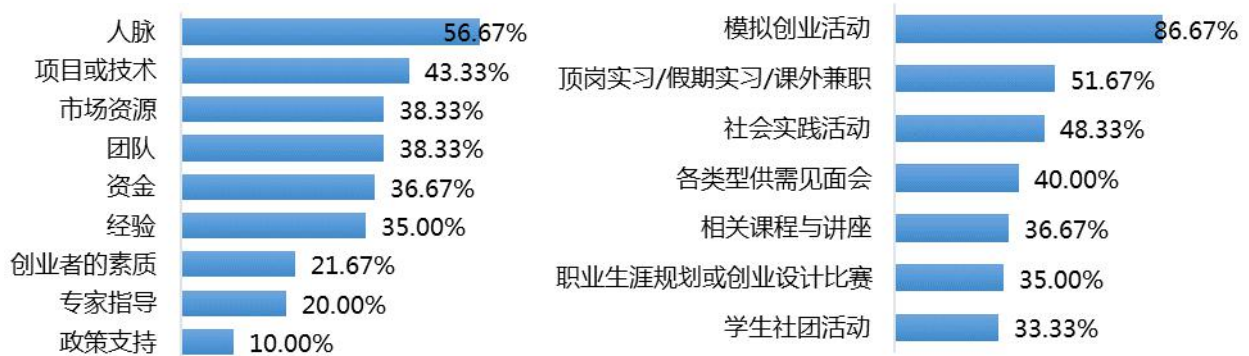 人脉 56.67%
项目或技术 43.33%
市场资源 38.33%
团队 38.33%
资金 36.67%
经验 35.00%
创业者的素质 21.67%
专家指导 20.00%
政策支持 10.00%
模拟创业活动 86.67%
顶岗实习/假期实习/课外兼职 51.67%
社会实践活动 48.33%
各类型供需见面会 40.00%
相关课程与讲座 36.67%
职业生涯规划或创业设计比赛 35.00%
学生社团活动 33.33%